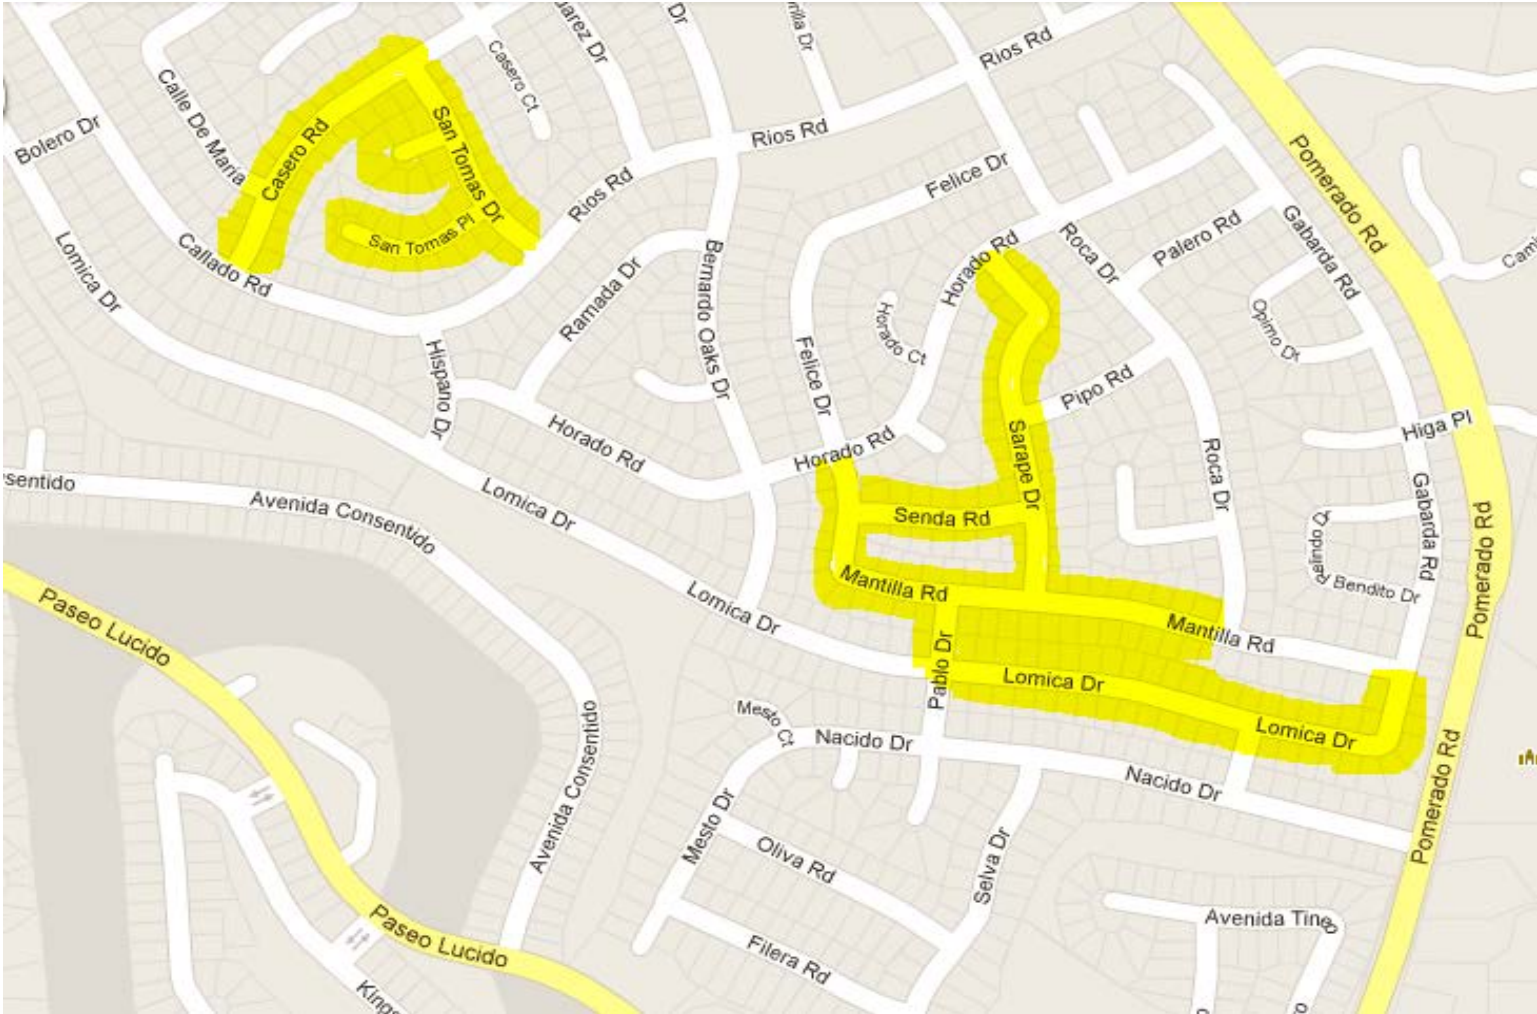 Dr
Rios Rd
Casero Ct
Calle De Maria
Bolero Dr
Casero Rd
San Tomas Dr
Rios Rd
Pomerado Rd
Felice Dr
Rios Rd
San Tomas Pl
Callado Rd
Lomica Dr
Roca Dr
Palero Rd
Gabarda Rd
Horado Rd
Ramada Dr
Bernardo Oaks Dr
Horado Ct
Opimo Ct
Hispano Dr
Felice Dr
Pipo Rd
Higa Pl
Horado Rd
Horado Rd
Sarape Dr
Roca Dr
Gabarda Rd
Avenida Consentido
Lomica Dr
Senda Rd
Pomerado Rd
Bendito Dr
Mantilla Rd
Lomica Dr
Mantilla Rd
Paseo Lucido
Pablo Dr
Lomica Dr
Mesto Ct
Nacido Dr
Lomica Dr
Avenida Consentido
Nacido Dr
Pomerado Rd
Mesto Dr
Oliva Rd
Selva Dr
Avenida Tineo
Paseo Lucido
Filera Rd